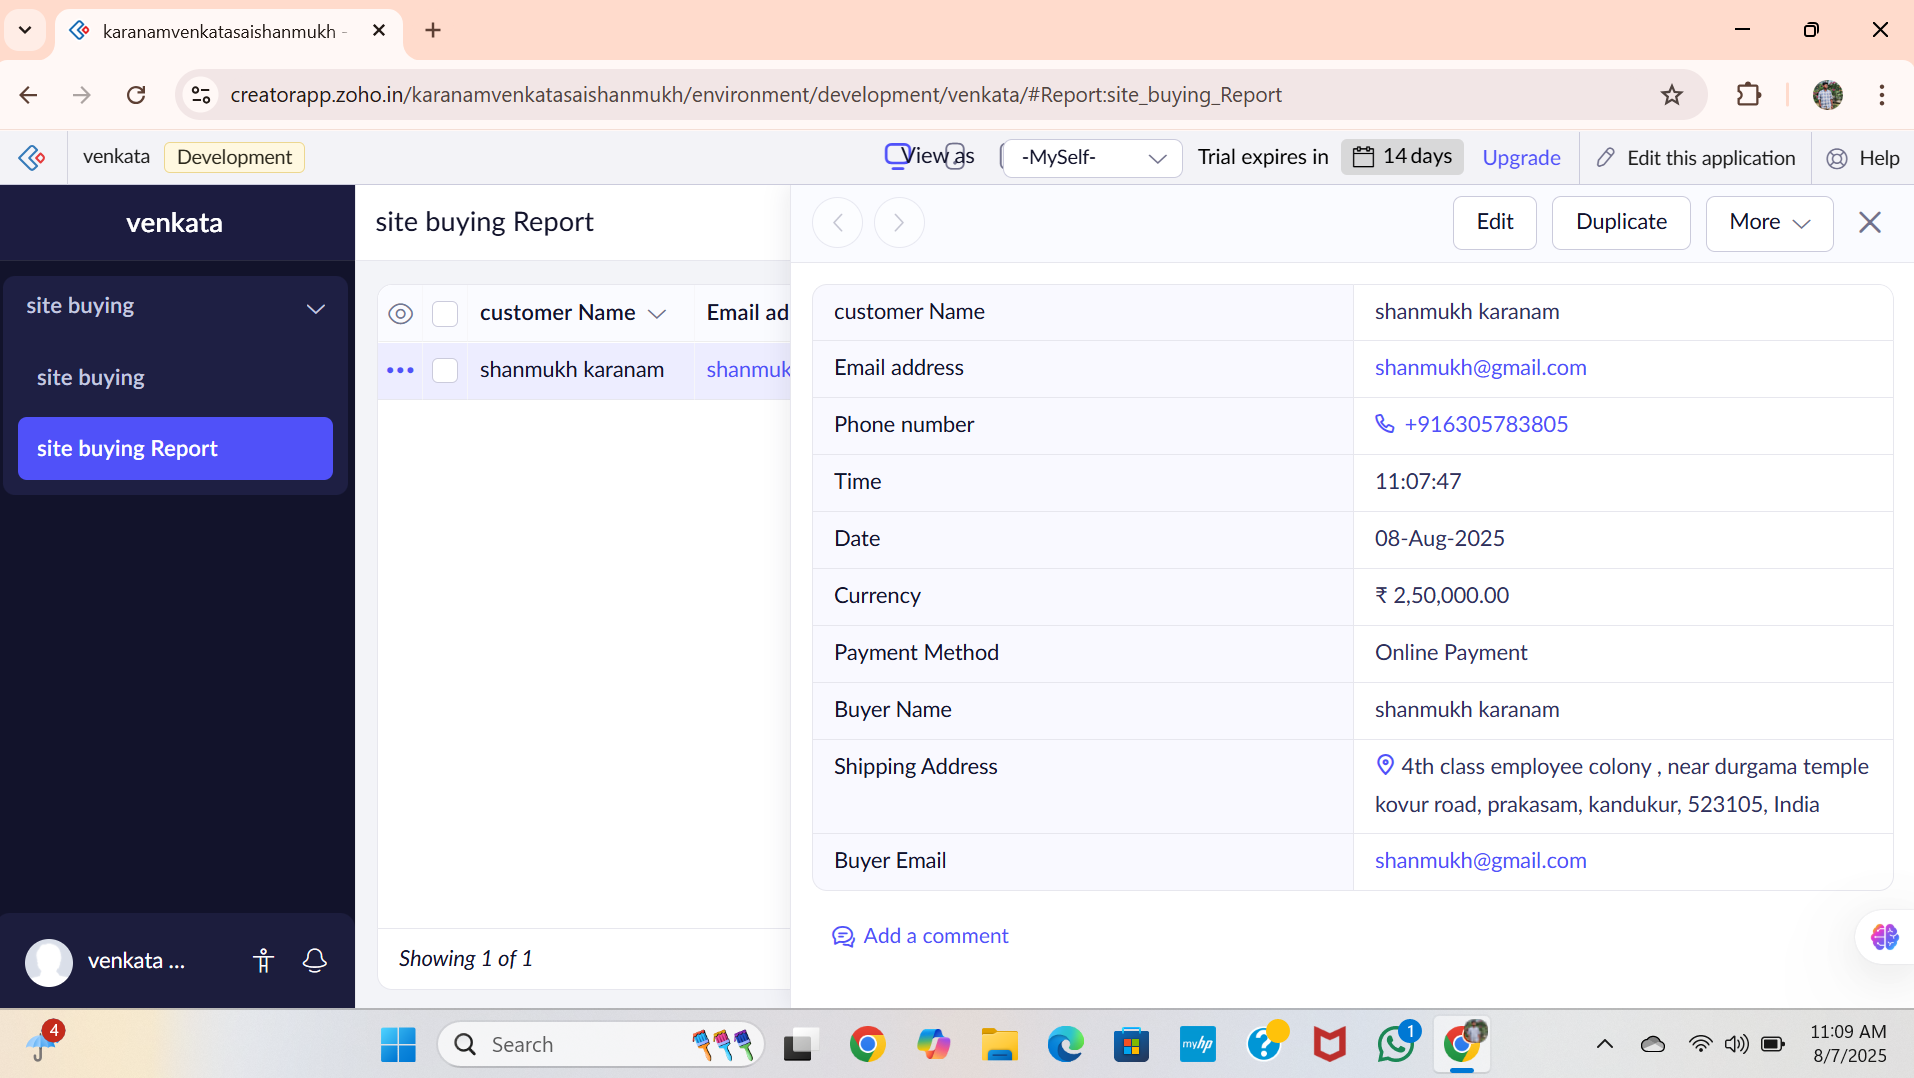 karanamvenkatasaishanmukh -
creatorapp.zoho.in/karanamvenkatasaishanmukh/environment/development/venkata/#Report:site_buying_Report
venkata Development View as -MySelf- Trial expires in 14 days Upgrade Edit this application Help
venkata
site buying
site buying
site buying Report
venkata ...
site buying Report
customer Name Email ad
shanmukh karanam shanmuk
Showing 1 of 1
Edit Duplicate More
customer Name shanmukh karanam
Email address shanmukh@gmail.com
Phone number +916305783805
Time 11:07:47
Date 08-Aug-2025
Currency ₹ 2,50,000.00
Payment Method Online Payment
Buyer Name shanmukh karanam
Shipping Address 4th class employee colony , near durgama temple
kovur road, prakasam, kandukur, 523105, India
Buyer Email shanmukh@gmail.com
Add a comment
4 Search myhp 1 11:09 AM
8/7/2025